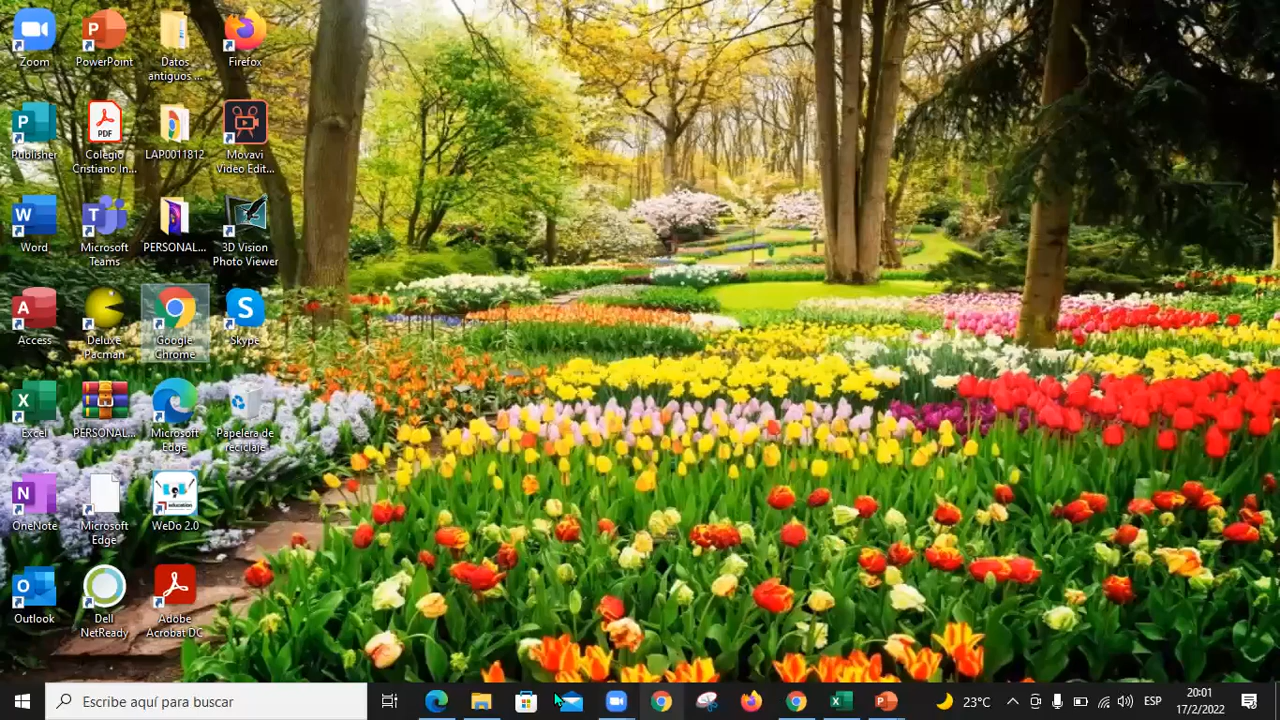 Zoom
PowerPoint
Datos
antiguos ...
Firefox
Publisher
PDF
Colegio
Cristiano In...
LAP0011812
Movavi
Video Edit...
Word
Microsoft
Teams
PERSONAL...
3D Vision
Photo Viewer
Access
Deluxe
Pacman
Google
Chrome
Skype
Excel
PERSONAL...
Microsoft
Edge
Papelera de
reciclaje
OneNote
Microsoft
Edge
education
WeDo 2.0
Outlook
Dell
NetReady
Adobe
Acrobat DC
Escribe aquí para buscar
23°C
ESP
20:01
17/2/2022